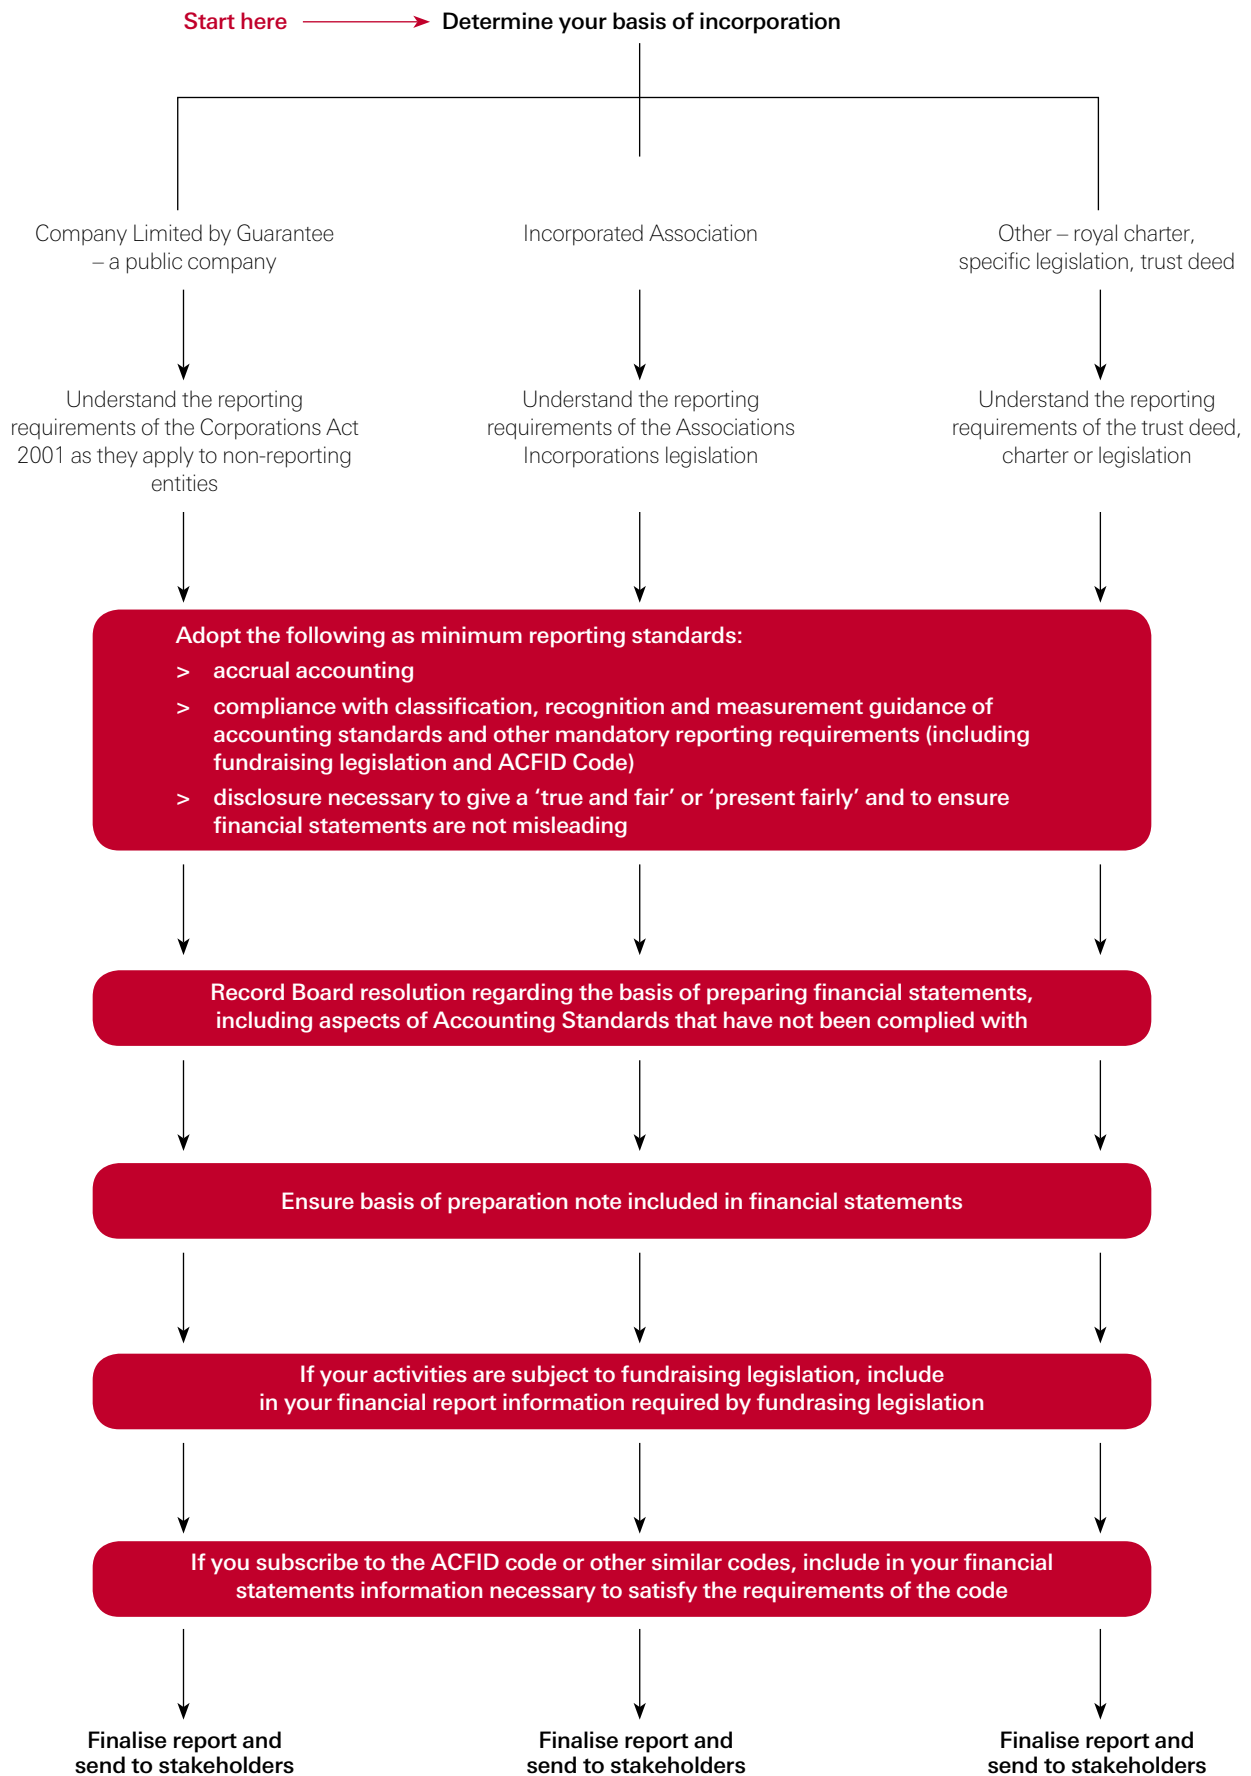 Start here
Determine your basis of incorporation
Company Limited by Guarantee
– a public company
Incorporated Association
Other – royal charter,
specific legislation, trust deed
Understand the reporting
requirements of the Corporations Act
2001 as they apply to non-reporting
entities
Understand the reporting
requirements of the Associations
Incorporations legislation
Understand the reporting
requirements of the trust deed,
charter or legislation
Adopt the following as minimum reporting standards:
> accrual accounting
> compliance with classification, recognition and measurement guidance of
accounting standards and other mandatory reporting requirements (including
fundraising legislation and ACFID Code)
> disclosure necessary to give a ‘true and fair’ or ‘present fairly’ and to ensure
financial statements are not misleading
Record Board resolution regarding the basis of preparing financial statements,
including aspects of Accounting Standards that have not been complied with
Ensure basis of preparation note included in financial statements
If your activities are subject to fundraising legislation, include
in your financial report information required by fundrasing legislation
If you subscribe to the ACFID code or other similar codes, include in your financial
statements information necessary to satisfy the requirements of the code
Finalise report and
send to stakeholders
Finalise report and
send to stakeholders
Finalise report and
send to stakeholders